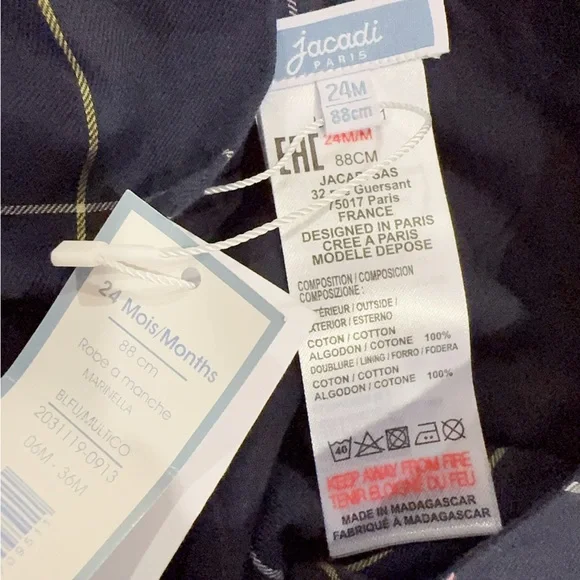 jacadi
PARIS
24M
88cm
24M/M
EAC
88CM
JACADI SAS
32 Guersant
75017 Paris
FRANCE
DESIGNED IN PARIS
CREE A PARIS
MODELE DEPOSE
COMPOSITION / COMPOSICION
COMPOSIZIONE :
OUTSIDE /
ESTERNO
COTON / COTTON
ALGODON / COTONE 100%
DOUBLURE / LINING / FORRO / FODERA
COTON / COTTON
ALGODON / COTONE 100%
40
KEEP AWAY FROM FIRE
TENIR ELOIGNE DU FEU
MADE IN MADAGASCAR
FABRIQUÉ A MADAGASCAR
24 Mois/Months
88 cm
Robe a manche
MARINELLA
BLEU/MULTICO
2031119-0913
06M - 36M